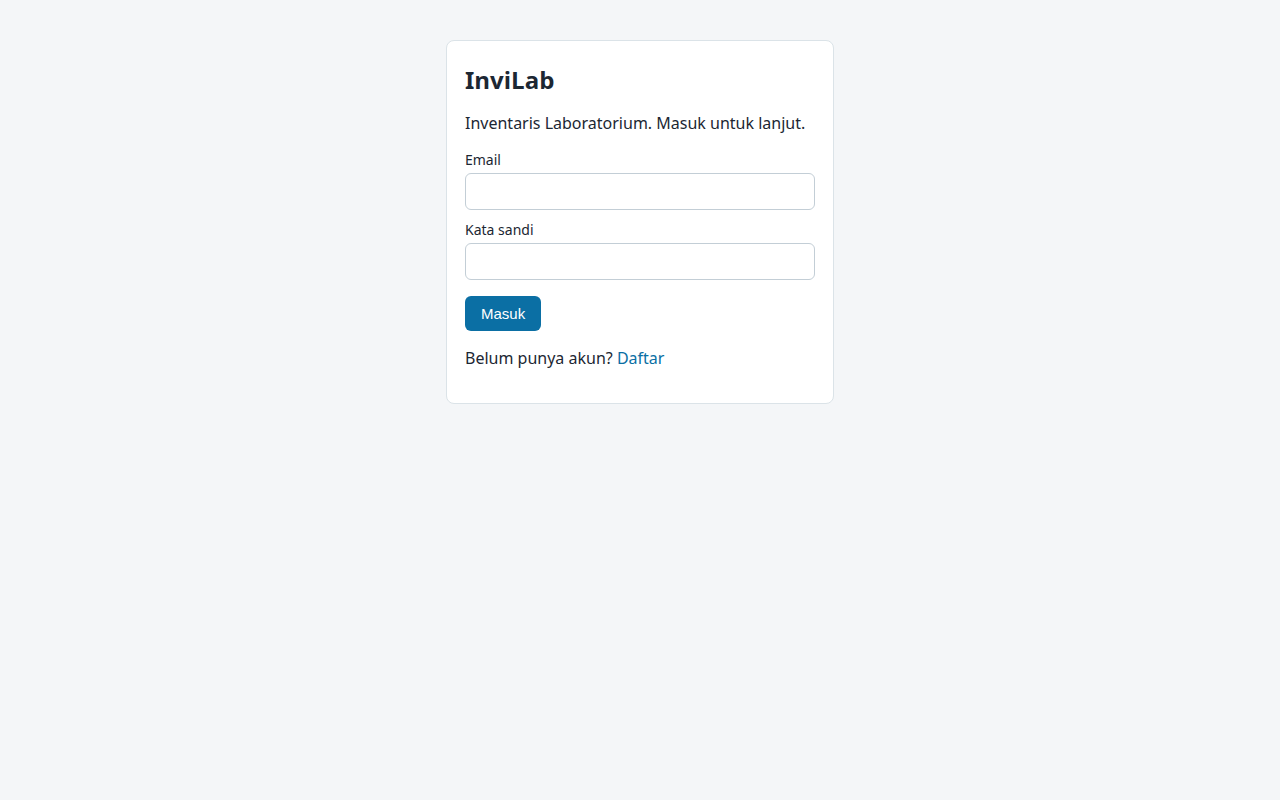 InviLab
Inventaris Laboratorium. Masuk untuk lanjut.
Email
Kata sandi
Masuk
Belum punya akun? Daftar